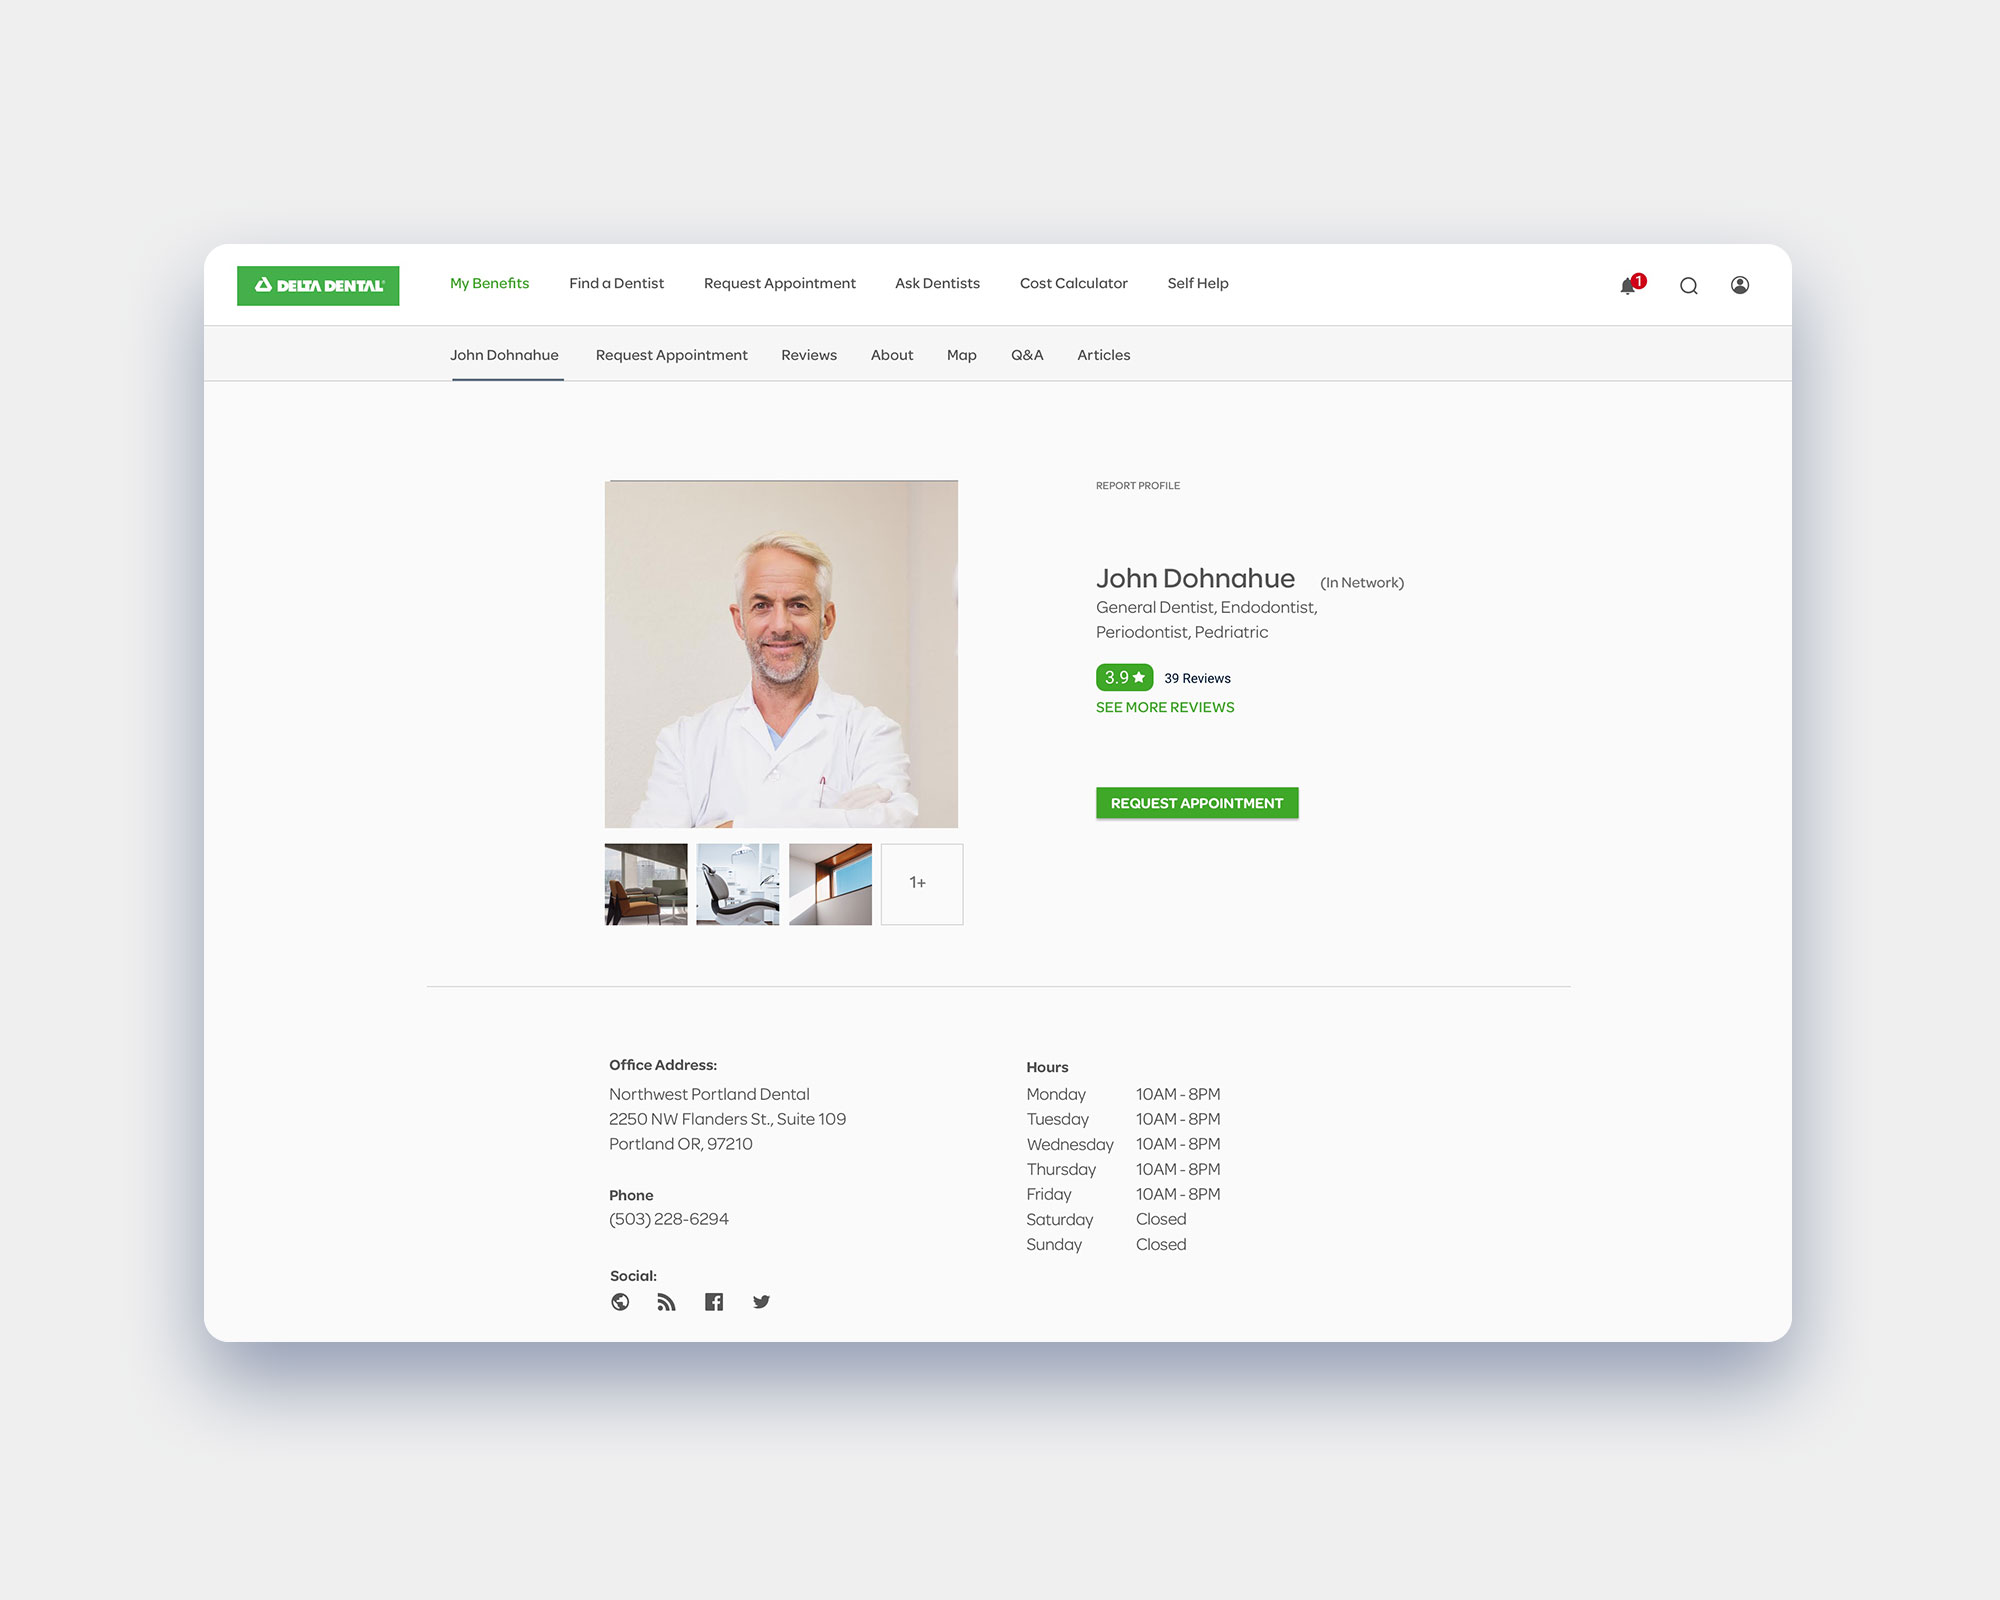 DELTA DENTAL
My Benefits
Find a Dentist
Request Appointment
Ask Dentists
Cost Calculator
Self Help
1
John Dohnahue
Request Appointment
Reviews
About
Map
Q&A
Articles
REPORT PROFILE
John Dohnahue (In Network)
General Dentist, Endodontist,
Periodontist, Pedriatric
3.9 ★ 39 Reviews
SEE MORE REVIEWS
REQUEST APPOINTMENT
1+
Office Address:
Northwest Portland Dental
2250 NW Flanders St., Suite 109
Portland OR, 97210
Phone
(503) 228-6294
Social:
Hours
Monday 10AM - 8PM
Tuesday 10AM - 8PM
Wednesday 10AM - 8PM
Thursday 10AM - 8PM
Friday 10AM - 8PM
Saturday Closed
Sunday Closed